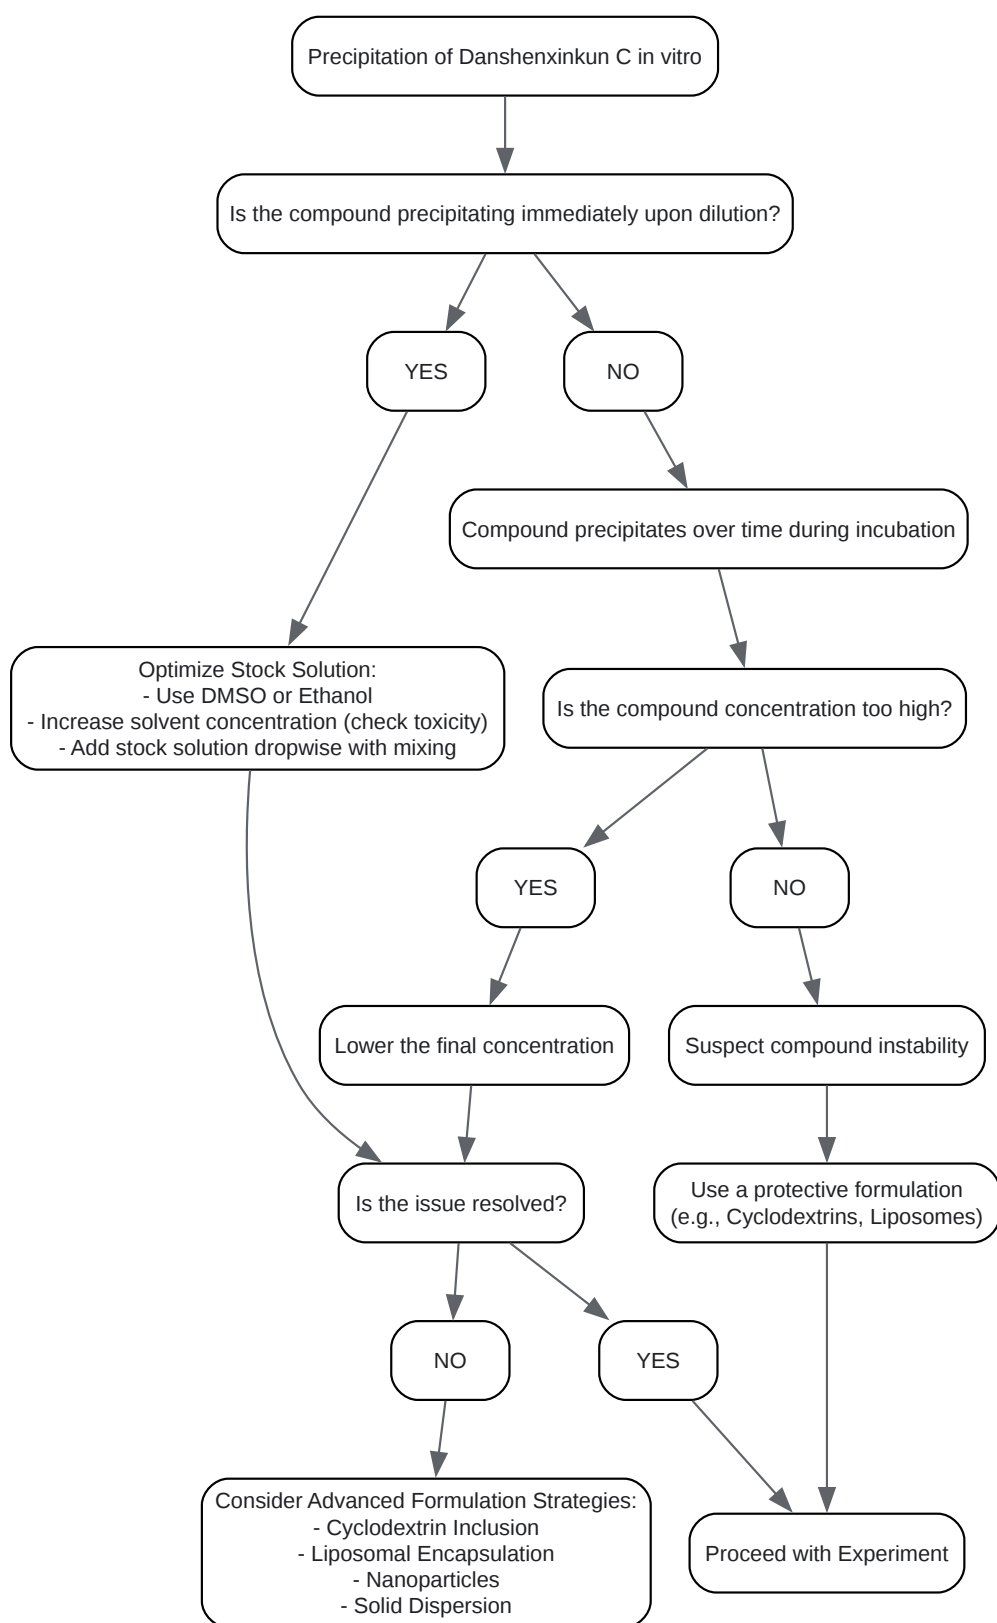 Precipitation of Danshenxinkun C in vitro
Is the compound precipitating immediately upon dilution?
YES
NO
Compound precipitates over time during incubation
Optimize Stock Solution:
- Use DMSO or Ethanol
- Increase solvent concentration (check toxicity)
- Add stock solution dropwise with mixing
Is the compound concentration too high?
YES
NO
Lower the final concentration
Suspect compound instability
Is the issue resolved?
Use a protective formulation
(e.g., Cyclodextrins, Liposomes)
NO
YES
Consider Advanced Formulation Strategies:
- Cyclodextrin Inclusion
- Liposomal Encapsulation
- Nanoparticles
- Solid Dispersion
Proceed with Experiment